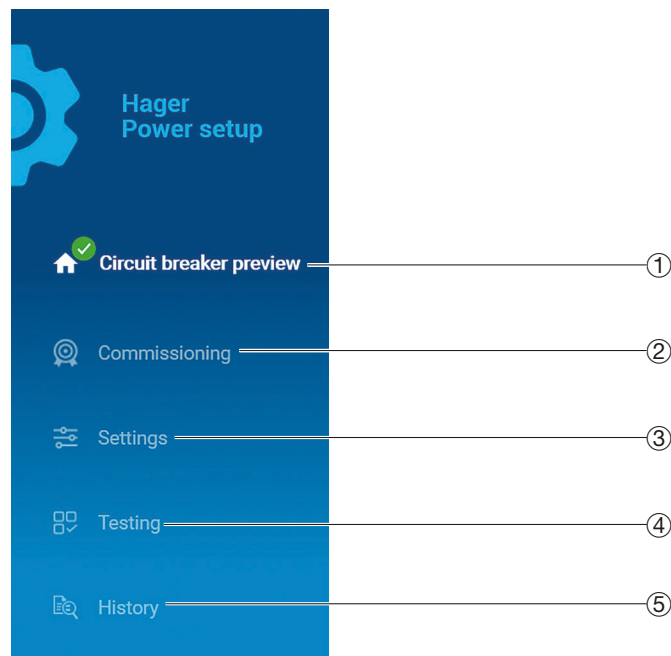 Hager
Power setup
Circuit breaker preview
1
Commissioning
2
Settings
3
Testing
4
History
5